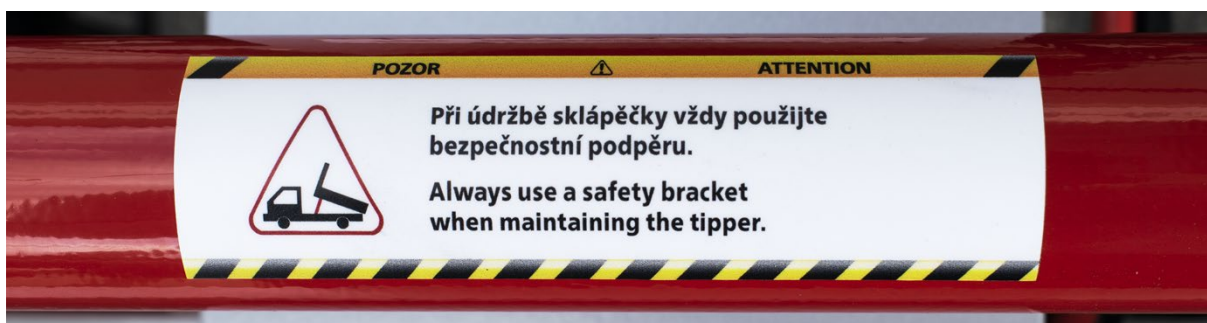 POZOR ATTENTION
Při údržbě sklápěčky vždy použijte
bezpečnostní podpěru.
Always use a safety bracket
when maintaining the tipper.